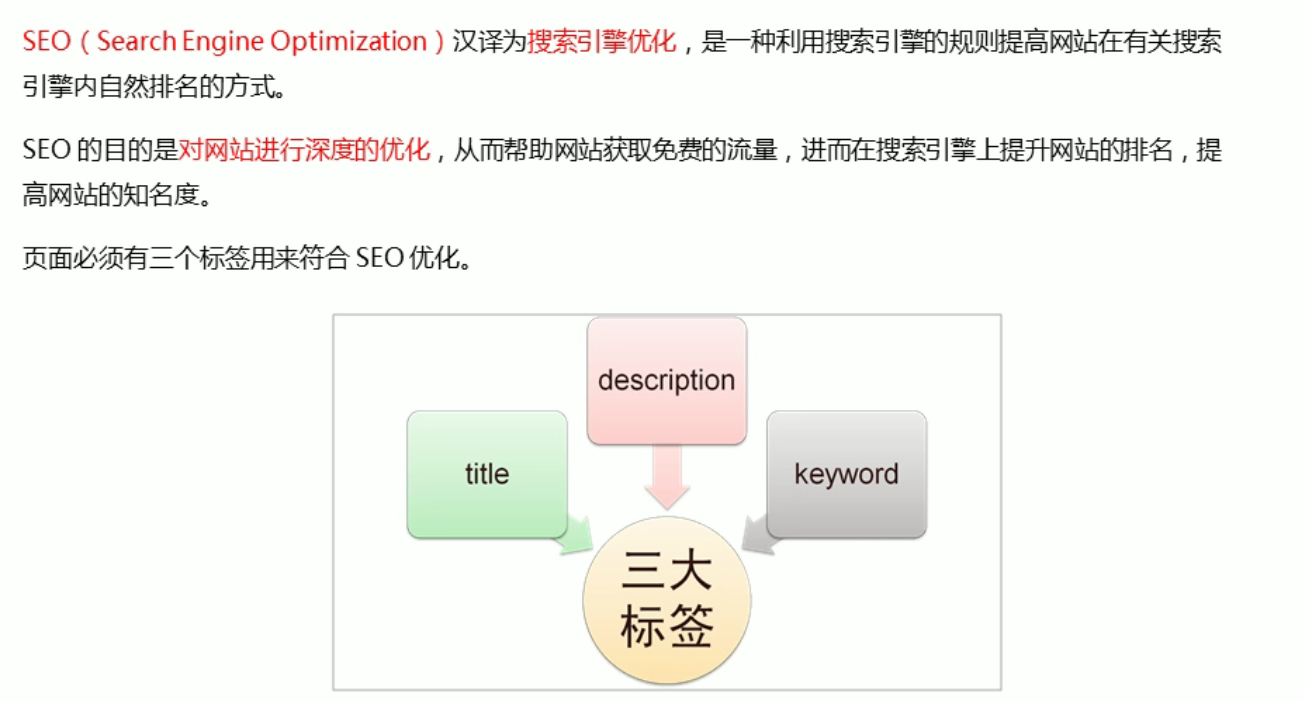 SEO（Search Engine Optimization）汉译为搜索引擎优化，是一种利用搜索引擎的规则提高网站在有关搜索
引擎内自然排名的方式。
SEO 的目的是对网站进行深度的优化，从而帮助网站获取免费的流量，进而在搜索引擎上提升网站的排名，提
高网站的知名度。
页面必须有三个标签用来符合 SEO 优化。
description
title
keyword
三大
标签